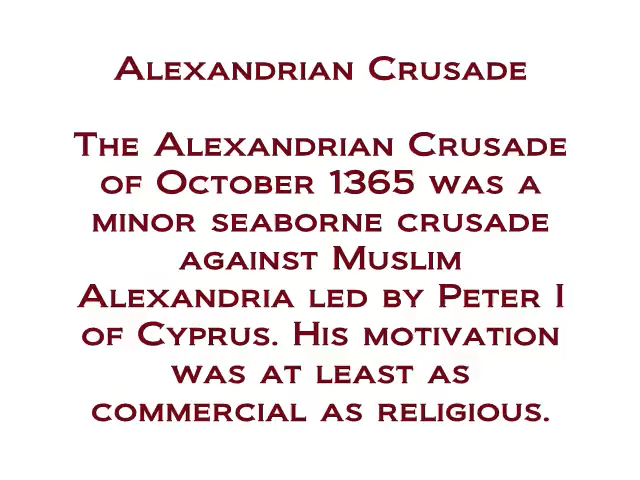 Alexandrian Crusade
The Alexandrian Crusade
of October 1365 was a
minor seaborne crusade
against Muslim
Alexandria led by Peter I
of Cyprus. His motivation
was at least as
commercial as religious.